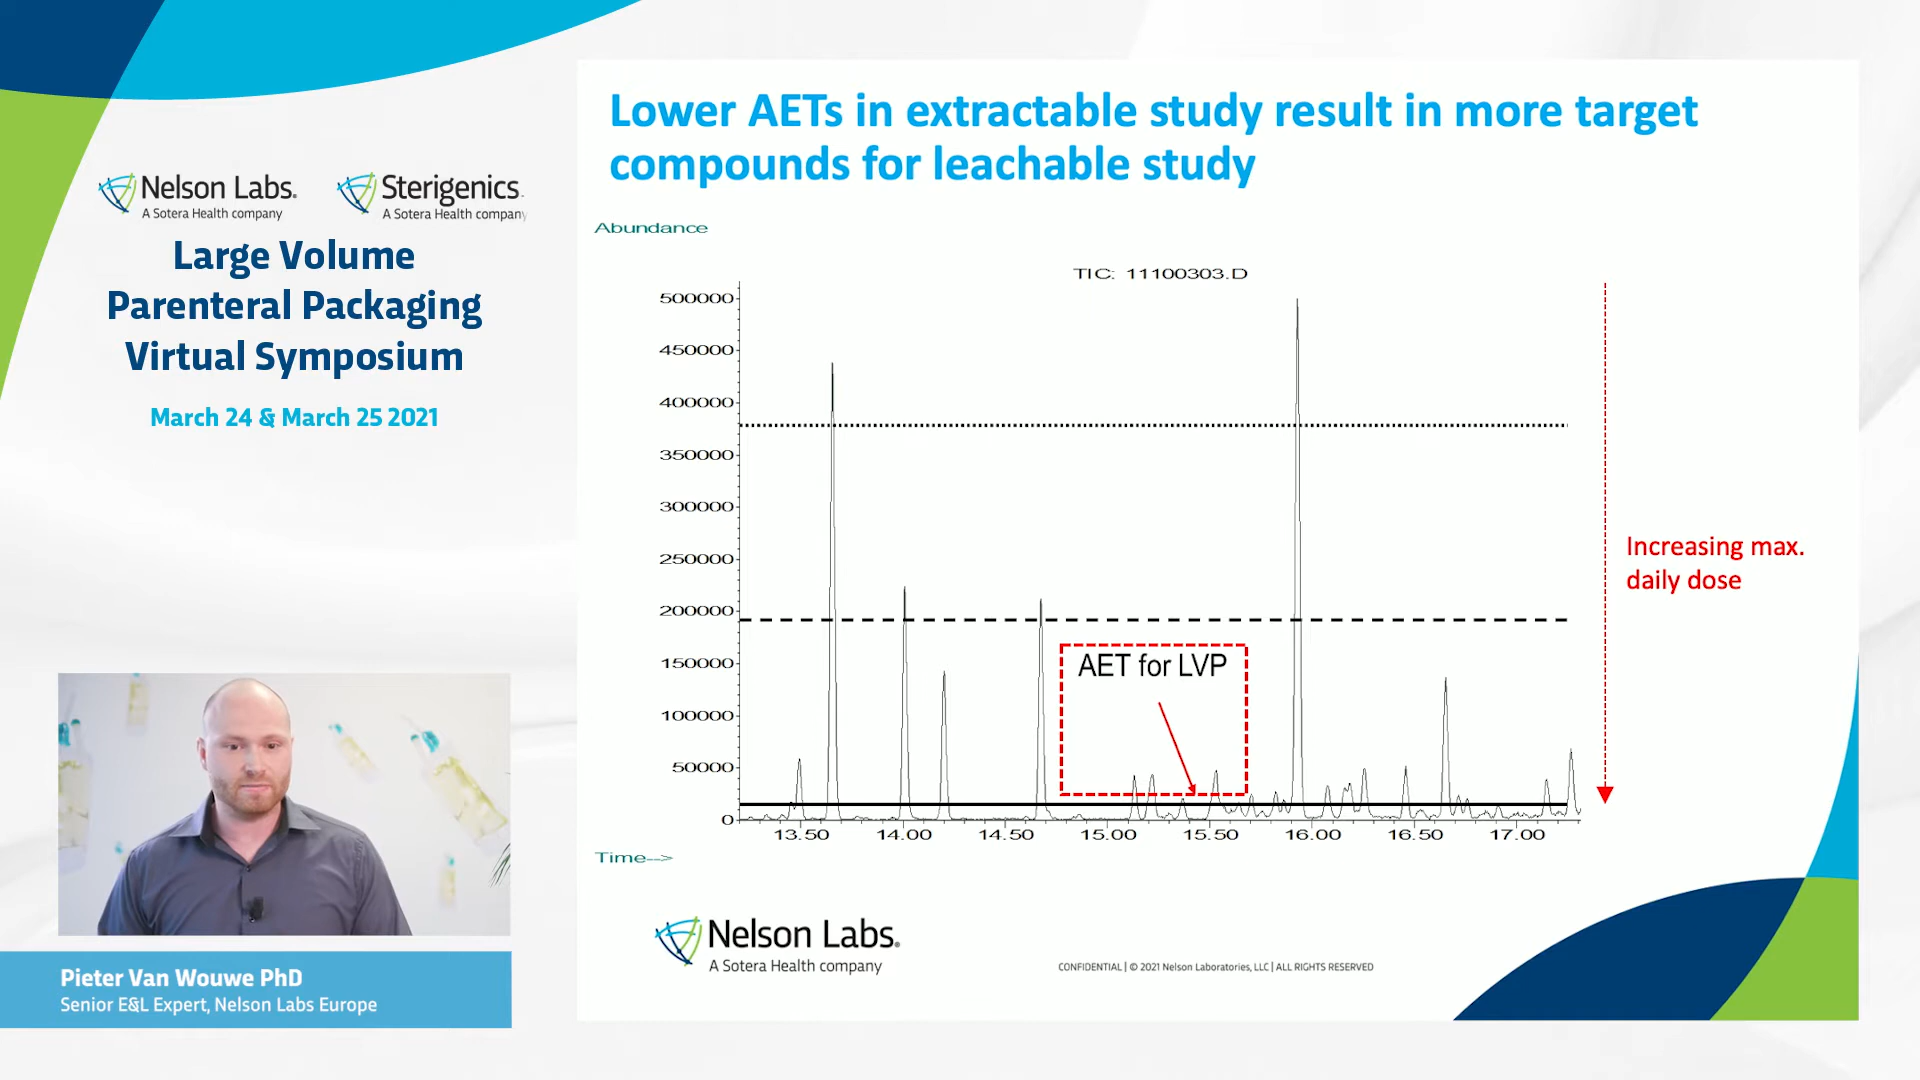 Nelson Labs.
A Sotera Health company
Sterigenics
A Sotera Health company
Large Volume
Parenteral Packaging
Virtual Symposium
March 24 & March 25 2021
Lower AETs in extractable study result in more target
compounds for leachable study
Abundance
TIC: 11100303.D
500000
450000
400000
350000
300000
250000
200000
150000
100000
50000
0
AET for LVP
Increasing max.
daily dose
13.50 14.00 14.50 15.00 15.50 16.00 16.50 17.00
Time-->
Nelson Labs®
A Sotera Health company
CONFIDENTIAL | © 2021 Nelson Laboratories, LLC | ALL RIGHTS RESERVED
Pieter Van Wouwe PhD
Senior E&L Expert, Nelson Labs Europe